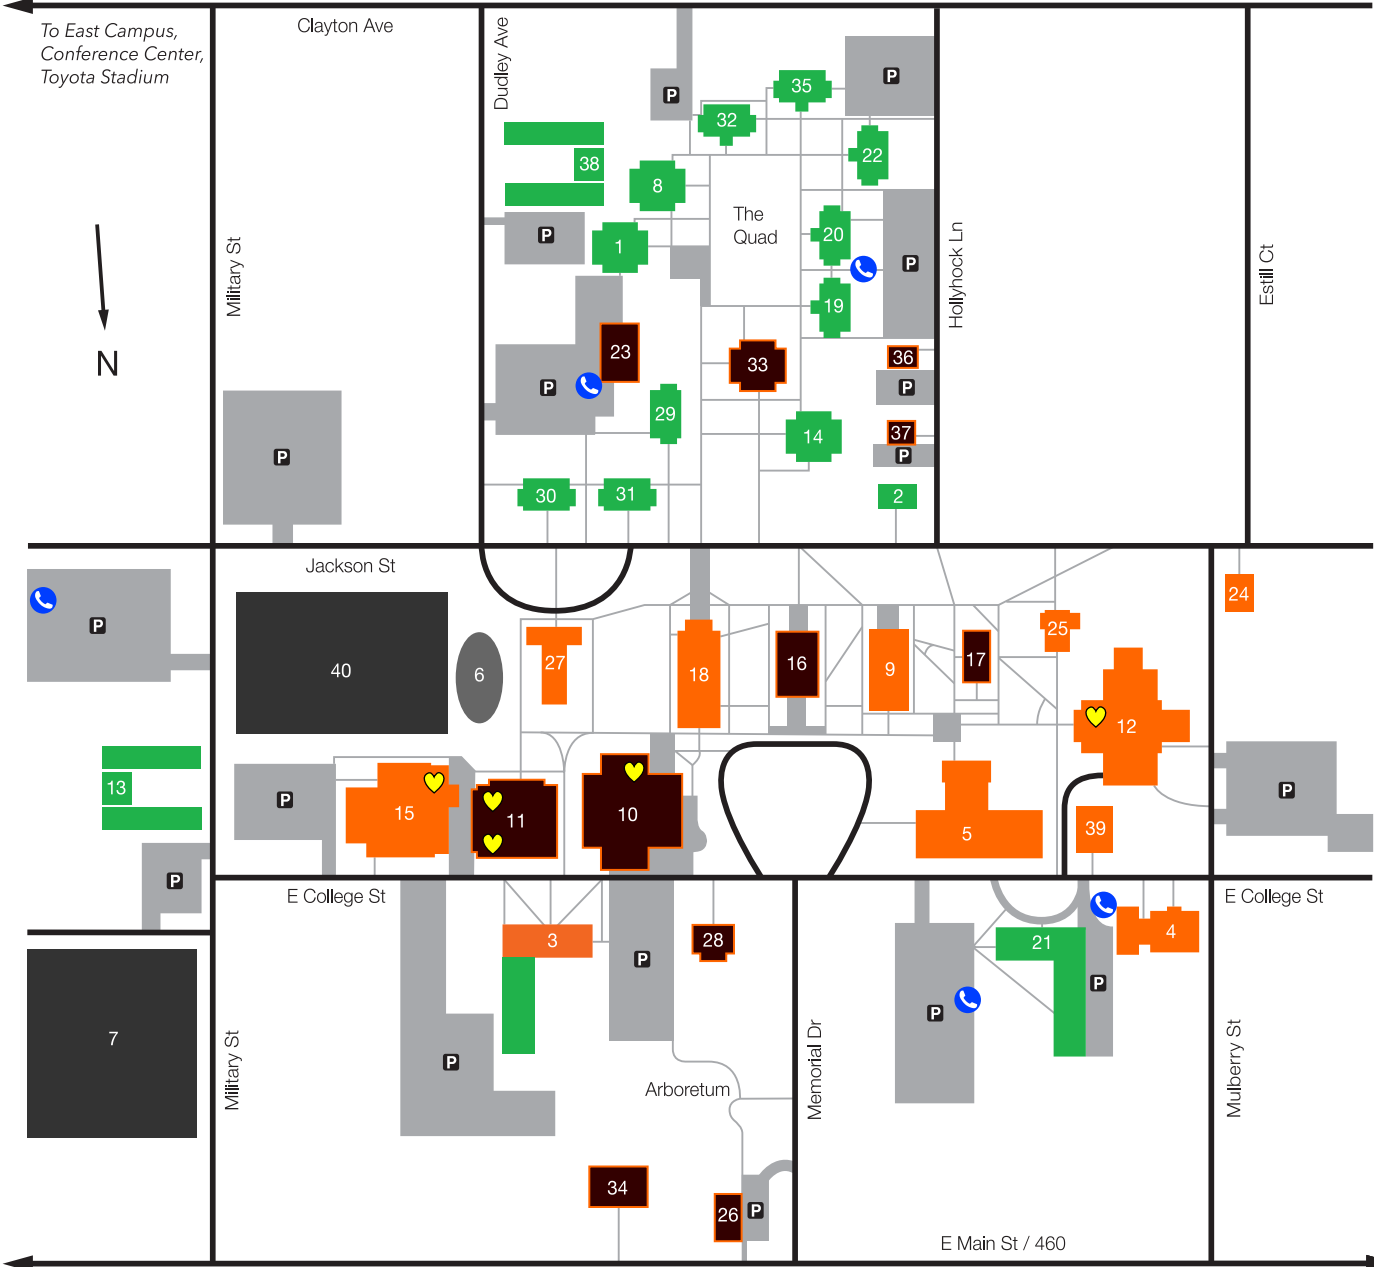 To East Campus,
Conference Center,
Toyota Stadium
Clayton Ave
Dudley Ave
P
P
35
32
22
38
8
The
Quad
20
1
P
P
Military St
Hollyhock Ln
Estill Ct
19
N
23
33
36
P
P
29
14
37
P
P
30
31
2
Jackson St
24
P
40
6
27
18
16
9
17
25
12
13
P
15
11
10
5
39
P
P
E College St
E College St
3
28
21
4
P
P
P
7
P
Military St
Arboretum
Memorial Dr
Mulberry St
34
26
P
E Main St / 460